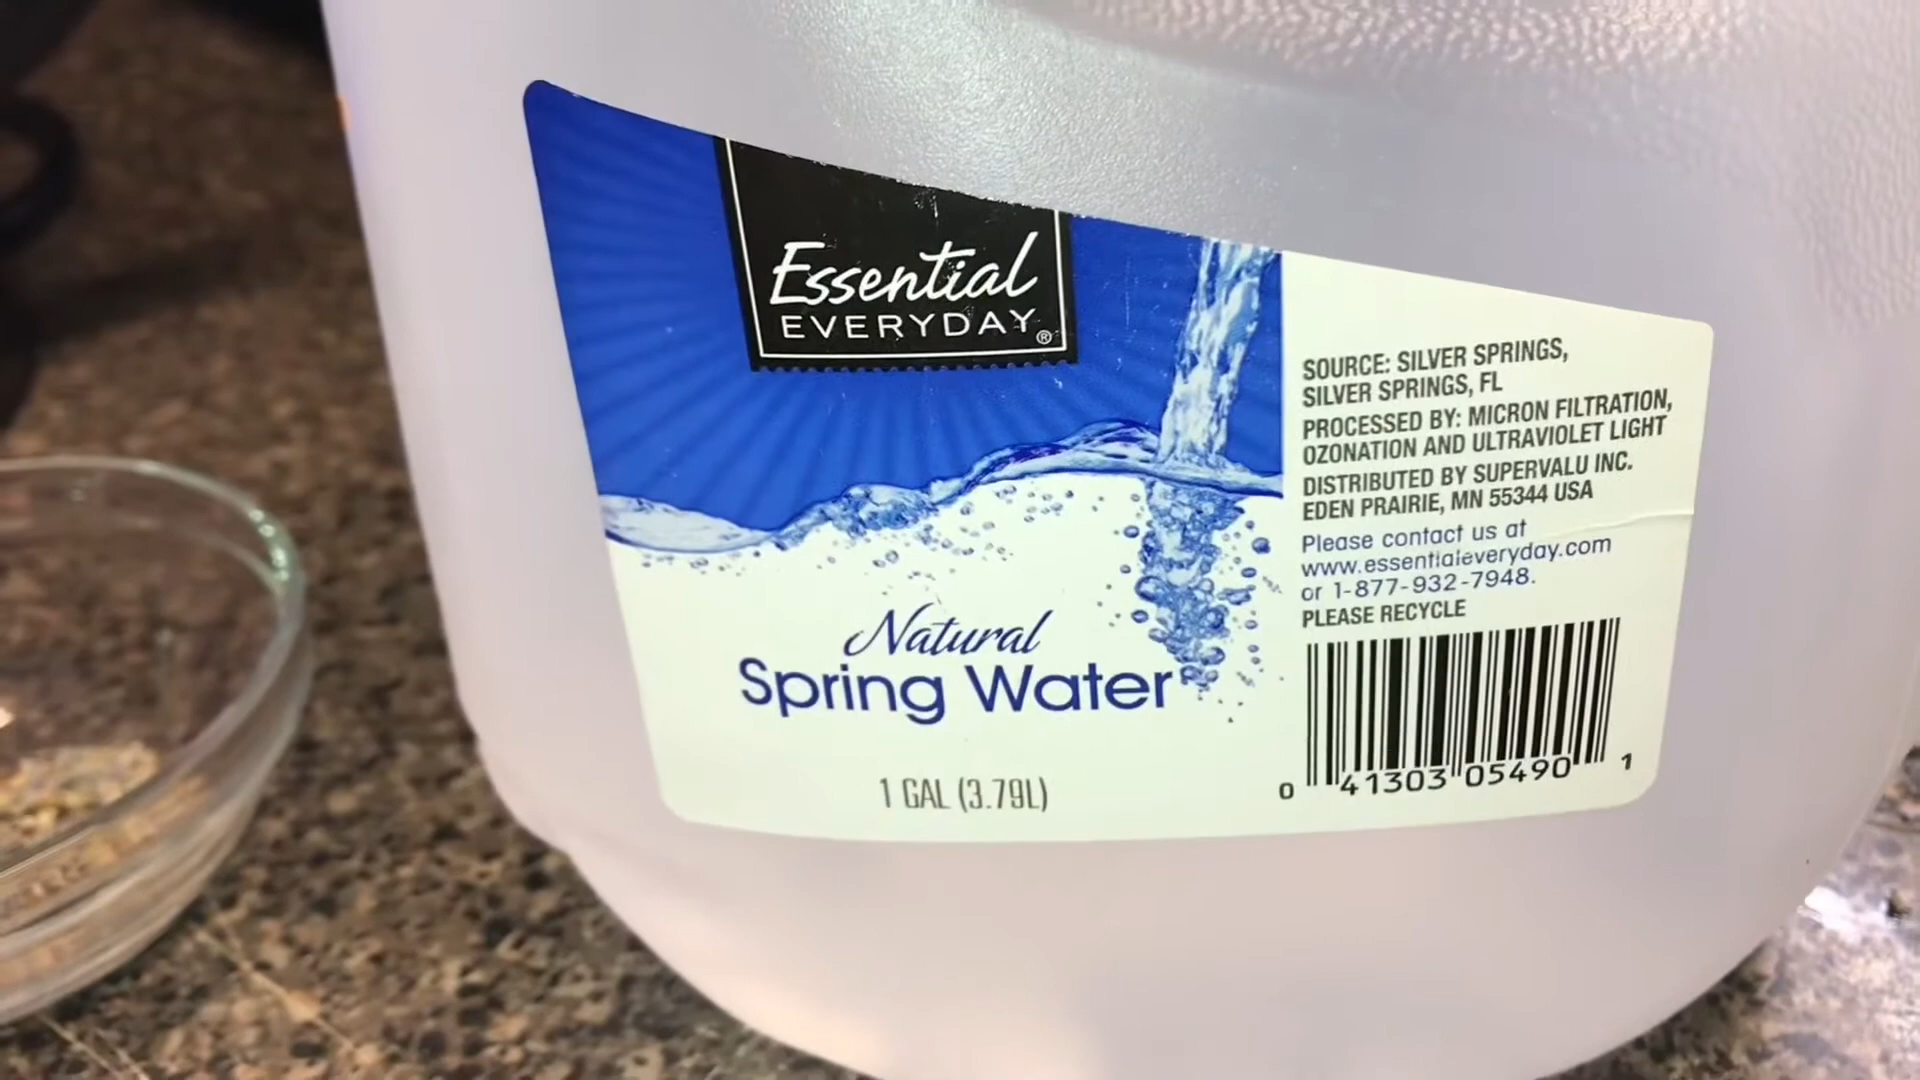 Essential
EVERYDAY®
Natural
Spring Water
1 GAL (3.79L)
SOURCE: SILVER SPRINGS,
SILVER SPRINGS, FL
PROCESSED BY: MICRON FILTRATION,
OZONATION AND ULTRAVIOLET LIGHT
DISTRIBUTED BY SUPERVALU INC.
EDEN PRAIRIE, MN 55344 USA
Please contact us at
www.essentialeveryday.com
or 1-877-932-7948.
PLEASE RECYCLE
0 41303 05490 1